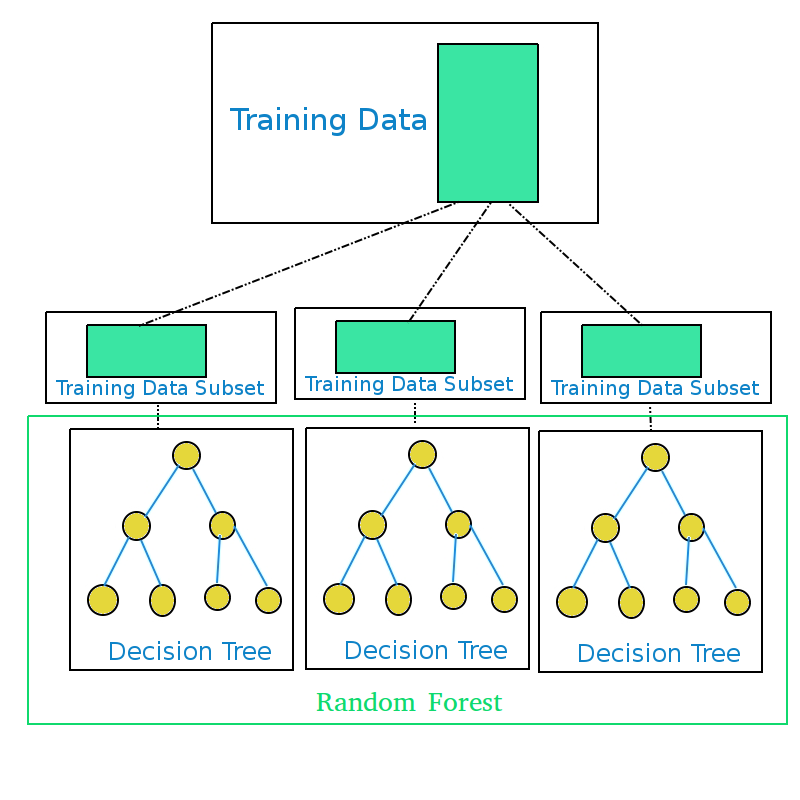 Training Data
Training Data Subset
Training Data Subset
Training Data Subset
Decision Tree
Decision Tree
Decision Tree
Random Forest